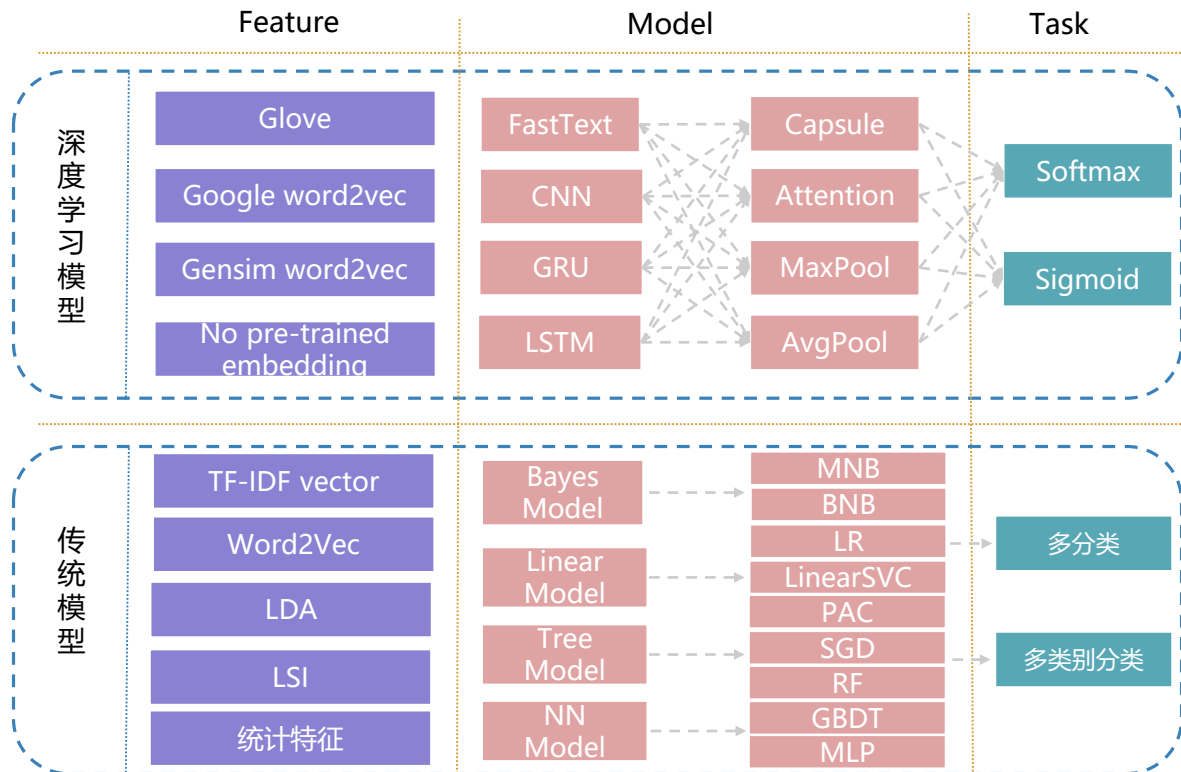 Feature
Model
Task
深度学习模型
Glove
Google word2vec
Gensim word2vec
No pre-trained
embedding
FastText
CNN
GRU
LSTM
Capsule
Attention
MaxPool
AvgPool
Softmax
Sigmoid
传统模型
TF-IDF vector
Word2Vec
LDA
LSI
统计特征
Bayes
Model
Linear
Model
Tree
Model
NN
Model
MNB
BNB
LR
LinearSVC
PAC
SGD
RF
GBDT
MLP
多分类
多类别分类